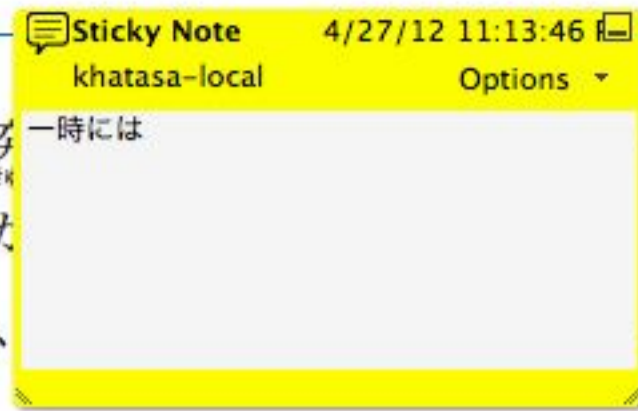 Sticky Note 4/27/12 11:13:46
khatasa-local Options
一時には